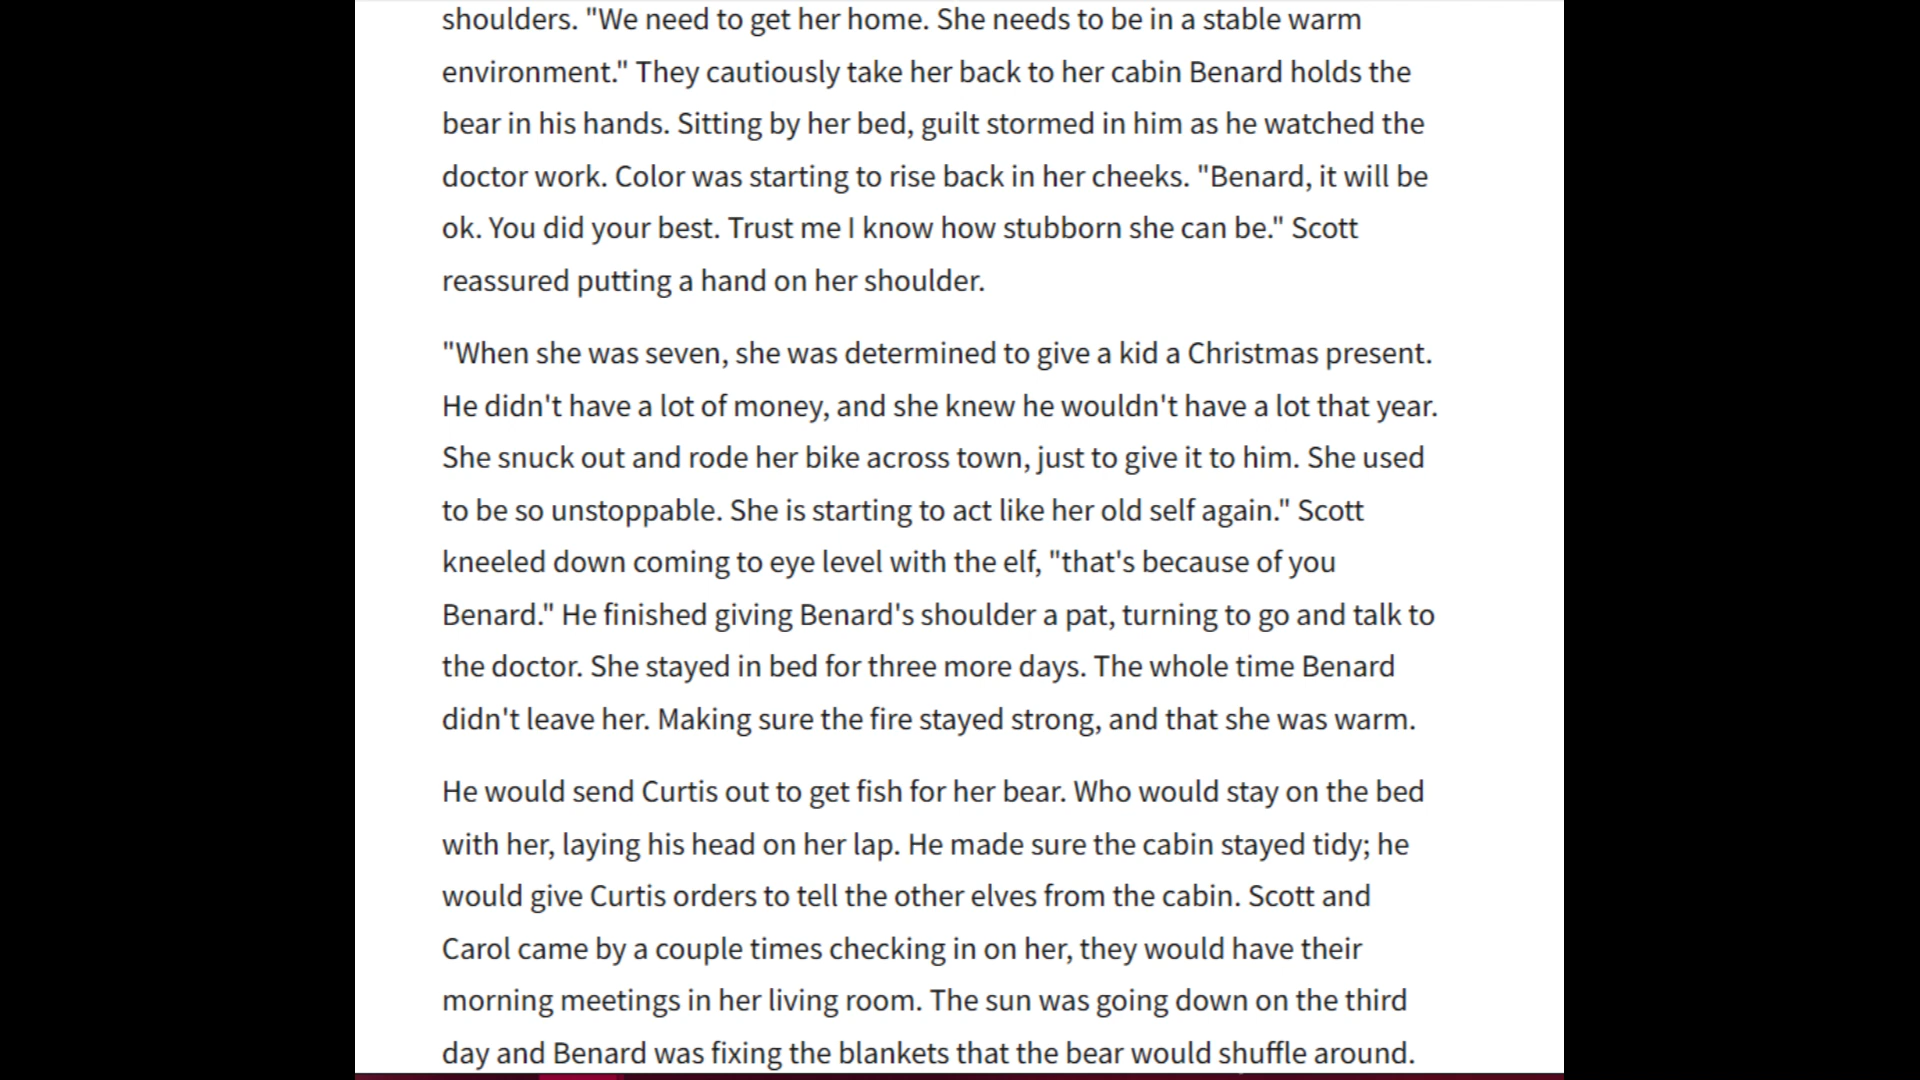 shoulders. "We need to get her home. She needs to be in a stable warm
environment." They cautiously take her back to her cabin Benard holds the
bear in his hands. Sitting by her bed, guilt stormed in him as he watched the
doctor work. Color was starting to rise back in her cheeks. "Benard, it will be
ok. You did your best. Trust me I know how stubborn she can be." Scott
reassured putting a hand on her shoulder.
"When she was seven, she was determined to give a kid a Christmas present.
He didn't have a lot of money, and she knew he wouldn't have a lot that year.
She snuck out and rode her bike across town, just to give it to him. She used
to be so unstoppable. She is starting to act like her old self again." Scott
kneeled down coming to eye level with the elf, "that's because of you
Benard." He finished giving Benard's shoulder a pat, turning to go and talk to
the doctor. She stayed in bed for three more days. The whole time Benard
didn't leave her. Making sure the fire stayed strong, and that she was warm.
He would send Curtis out to get fish for her bear. Who would stay on the bed
with her, laying his head on her lap. He made sure the cabin stayed tidy; he
would give Curtis orders to tell the other elves from the cabin. Scott and
Carol came by a couple times checking in on her, they would have their
morning meetings in her living room. The sun was going down on the third
day and Benard was fixing the blankets that the bear would shuffle around.